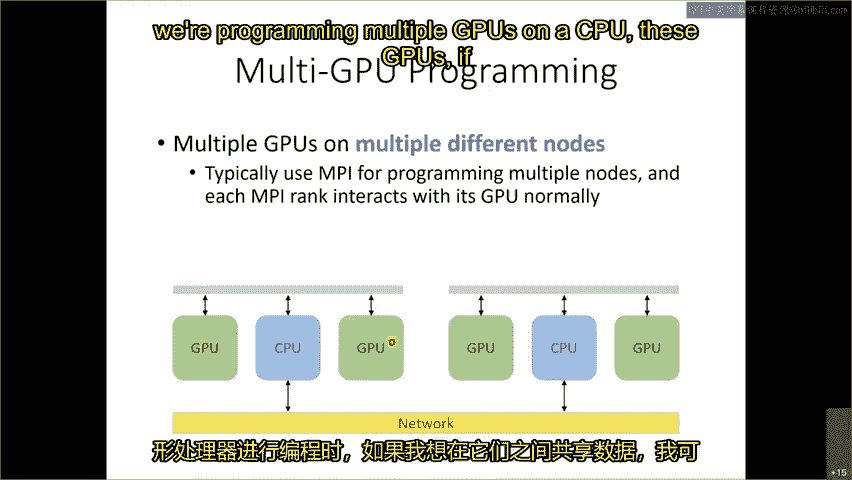 we're programming multiple GPUs on a CPU, these
GPUs, if
Multi-GPU Programming
• Multiple GPUs on multiple different nodes
• Typically use MPI for programming multiple nodes, and
each MPI rank interacts with its GPU normally
GPU CPU GPU GPU CPU GPU
Network
形处理器进行编程时，如果我想在它们之间共享数据，我可
15